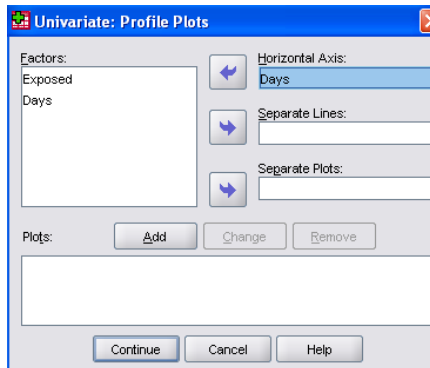 Univariate: Profile Plots
Factors:
Exposed
Days
Horizontal Axis:
Days
Separate Lines:
Separate Plots:
Plots:
Add
Change
Remove
Continue
Cancel
Help